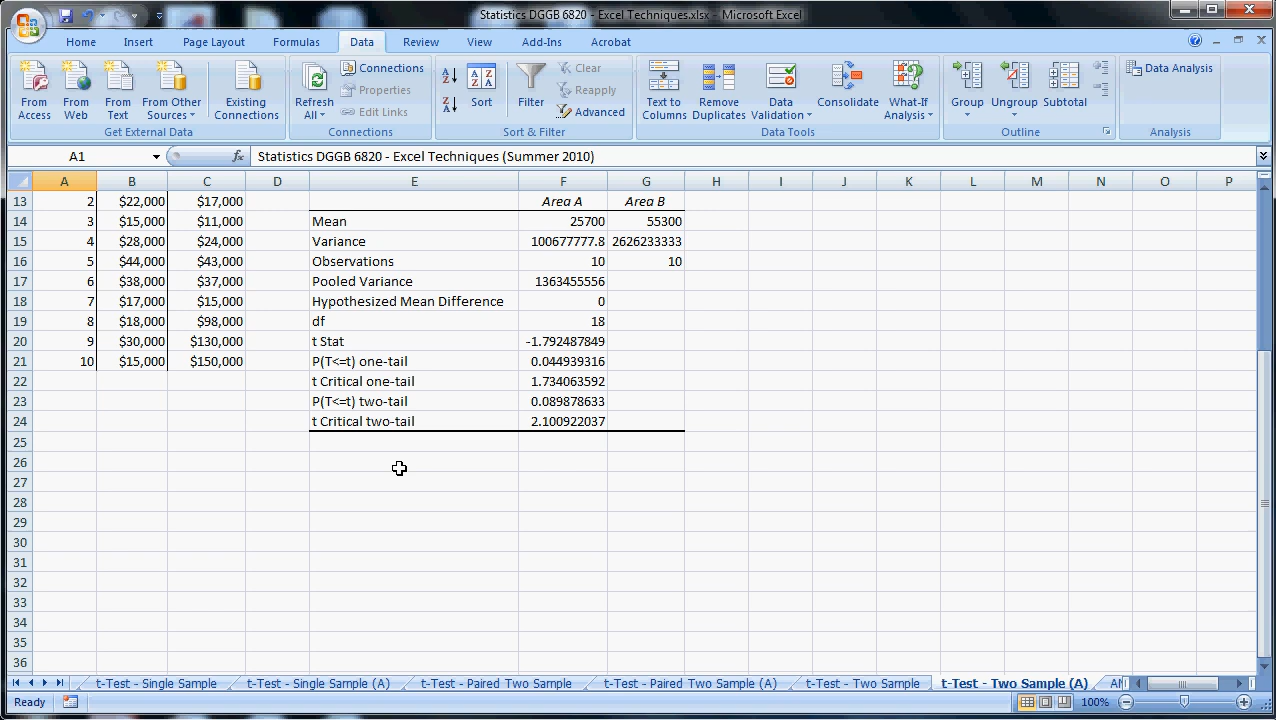 Statistics DGGB 6820 - Excel Techniques.xlsx - Microsoft Excel
Home Insert Page Layout Formulas Data Review View Add-Ins Acrobat
From Access
From Web
From Text
From Other Sources
Existing Connections
Get External Data
Refresh All
Connections
Properties
Edit Links
Connections
Sort
Filter
Clear
Reapply
Advanced
Sort & Filter
Text to Columns
Remove Duplicates
Data Validation
Consolidate
What-If Analysis
Data Tools
Group
Ungroup
Subtotal
Outline
Data Analysis
Analysis
A1 fx Statistics DGGB 6820 - Excel Techniques (Summer 2010)
A B C D E F G H I J K L M N O P
13 2 $22,000 $17,000 Area A Area B
14 3 $15,000 $11,000 Mean 25700 55300
15 4 $28,000 $24,000 Variance 100677777.8 2626233333
16 5 $44,000 $43,000 Observations 10 10
17 6 $38,000 $37,000 Pooled Variance 1363455556
18 7 $17,000 $15,000 Hypothesized Mean Difference 0
19 8 $18,000 $98,000 df 18
20 9 $30,000 $130,000 t Stat -1.792487849
21 10 $15,000 $150,000 P(T<=t) one-tail 0.044939316
22 t Critical one-tail 1.734063592
23 P(T<=t) two-tail 0.089878633
24 t Critical two-tail 2.100922037
25
26
27
28
29
30
31
32
33
34
35
36
t-Test - Single Sample t-Test - Single Sample (A) t-Test - Paired Two Sample t-Test - Paired Two Sample (A) t-Test - Two Sample t-Test - Two Sample (A)
Ready 100%